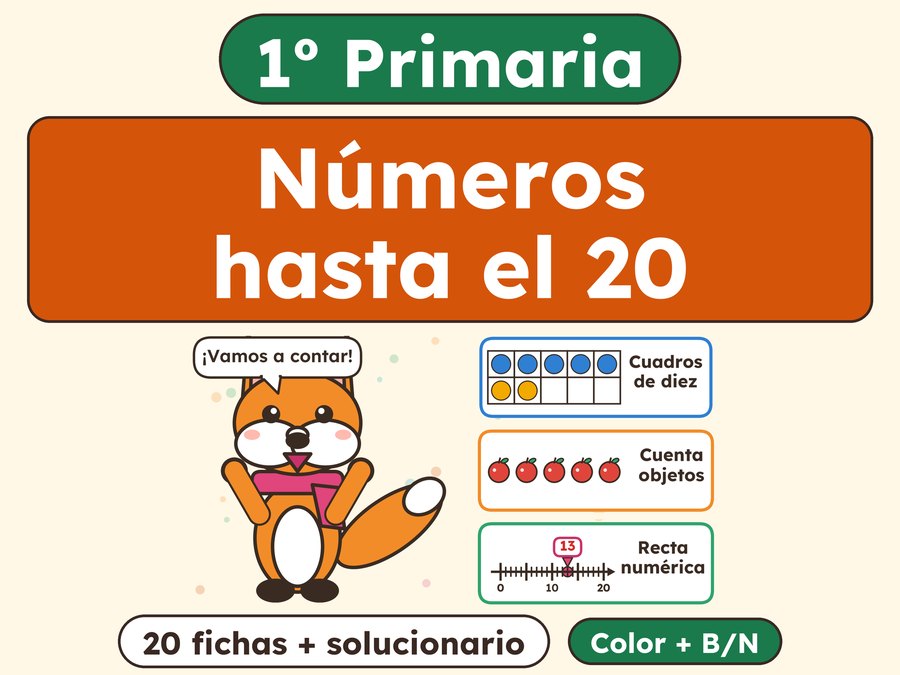 1º Primaria
Números
hasta el 20
¡Vamos a contar!
Cuadros
de diez
Cuenta
objetos
13
0 10 20
Recta
numérica
20 fichas + solucionario
Color + B/N